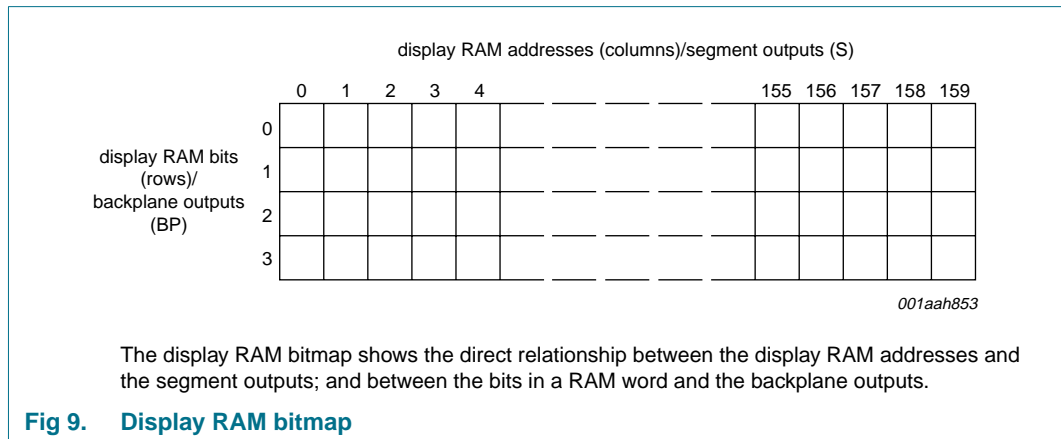 display RAM addresses (columns)/segment outputs (S)
0 1 2 3 4 155 156 157 158 159
0
display RAM bits
(rows)/
backplane outputs
(BP)
1
2
3
001aah853
The display RAM bitmap shows the direct relationship between the display RAM addresses and
the segment outputs; and between the bits in a RAM word and the backplane outputs.
Fig 9. Display RAM bitmap